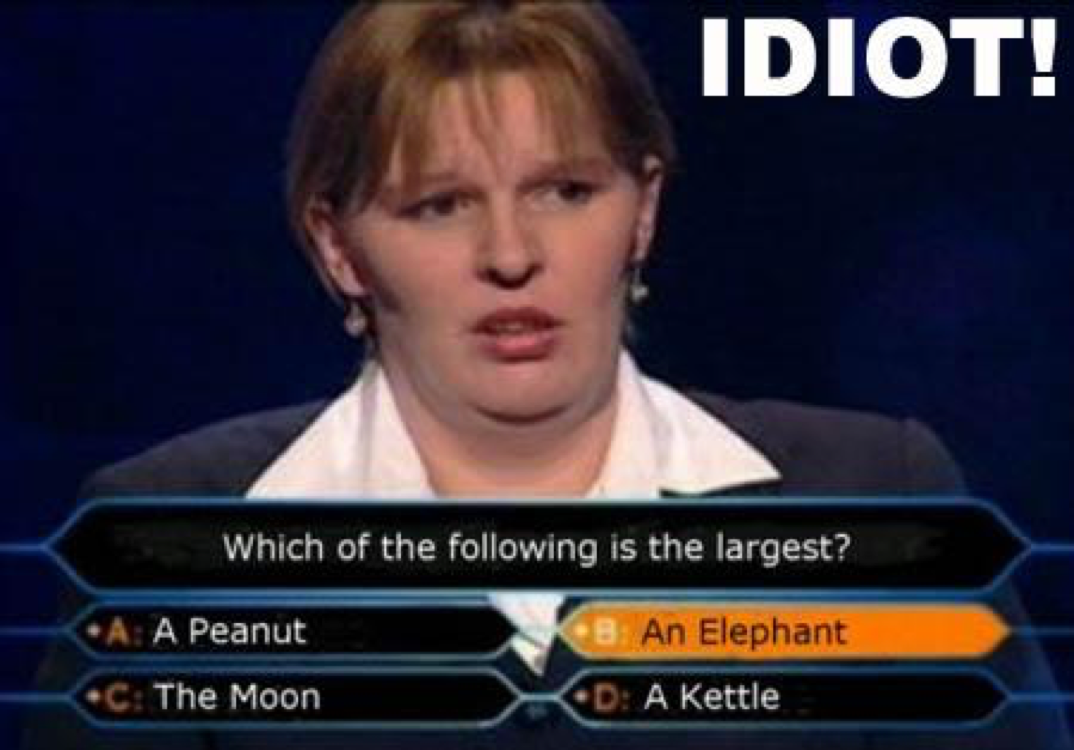 IDIOT!
Which of the following is the largest?
A: A Peanut
B: An Elephant
C: The Moon
D: A Kettle